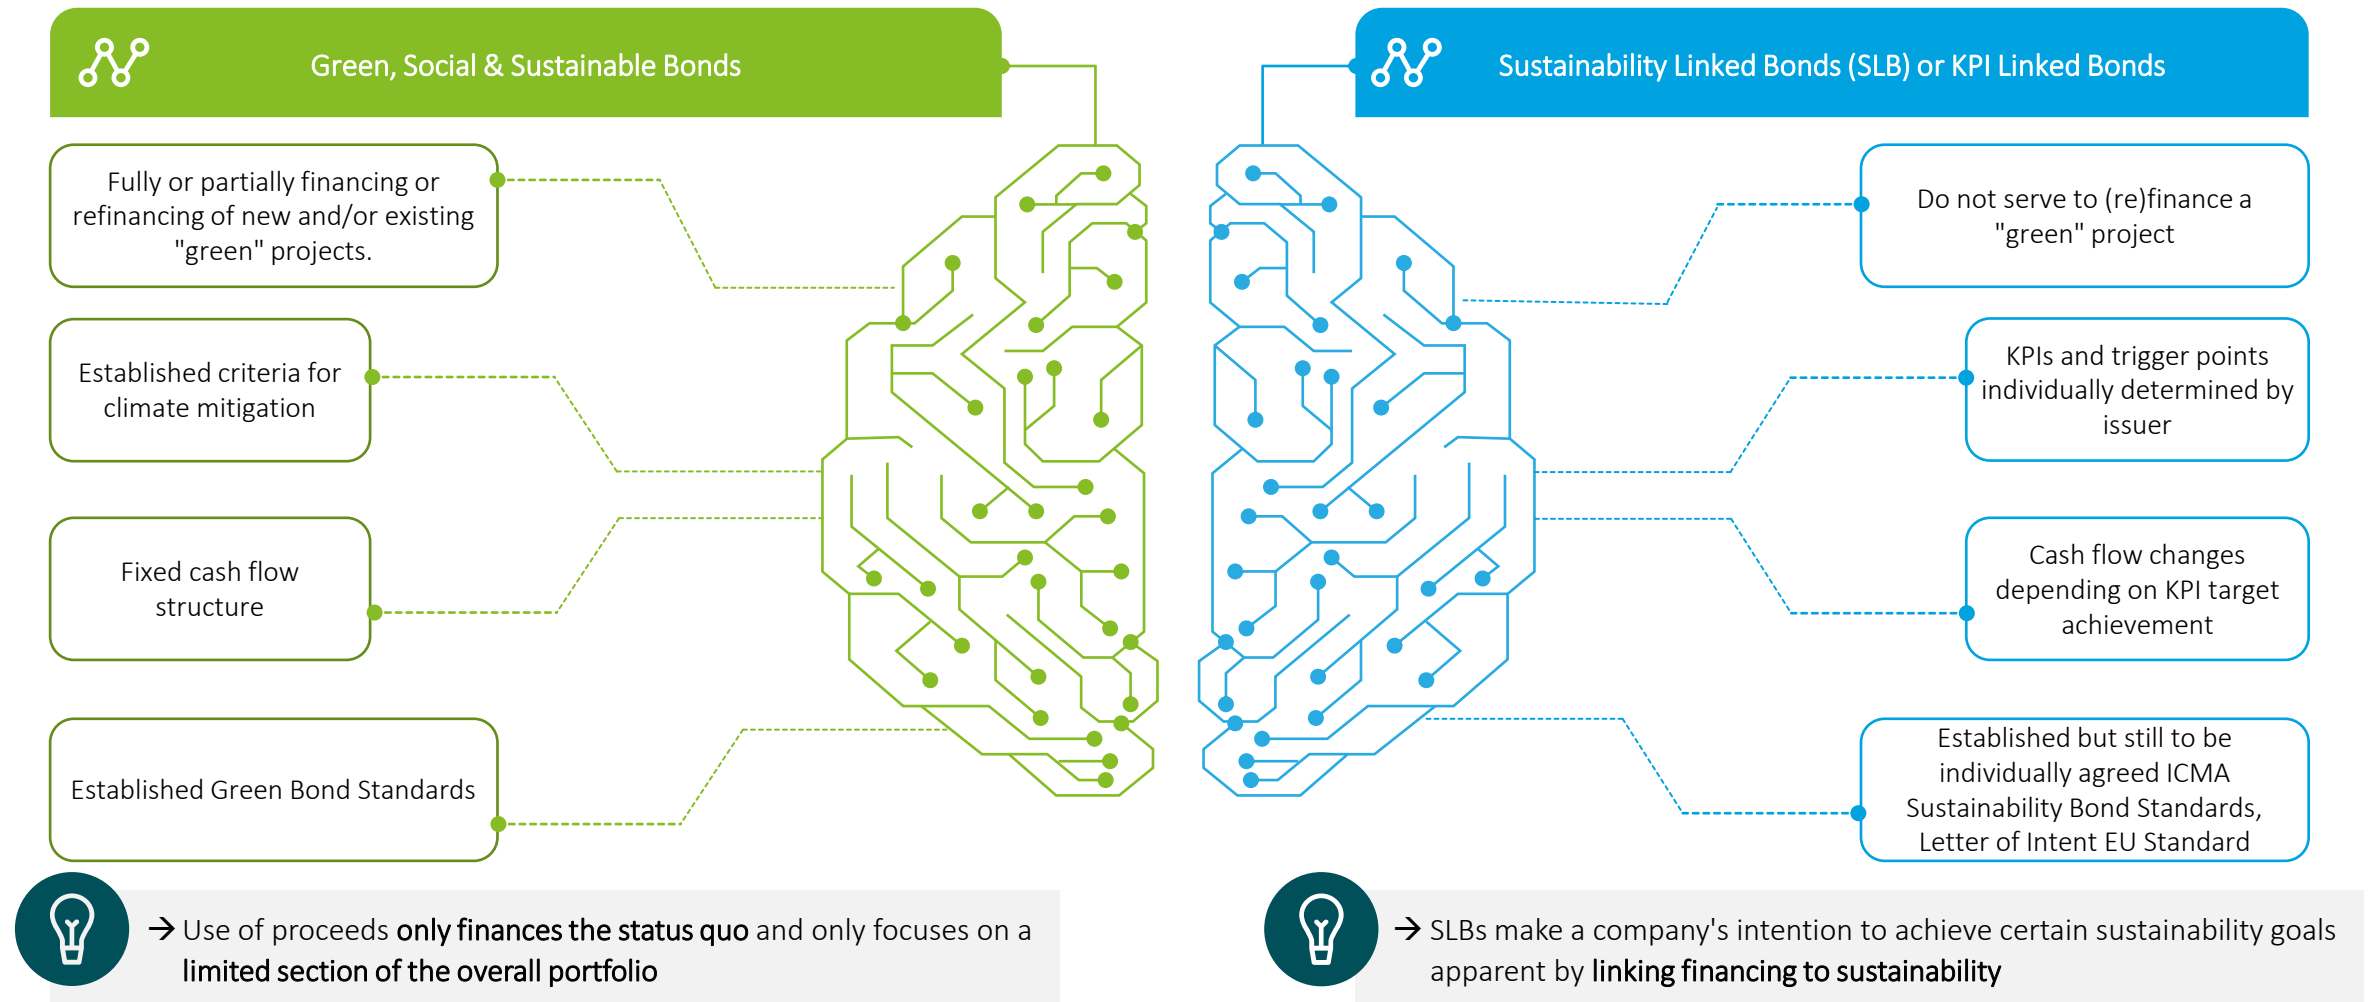 Green, Social & Sustainable Bonds
Fully or partially financing or
refinancing of new and/or existing
"green" projects.
Established criteria for
climate mitigation
Fixed cash flow
structure
Established Green Bond Standards
→ Use of proceeds only finances the status quo and only focuses on a
limited section of the overall portfolio
Sustainability Linked Bonds (SLB) or KPI Linked Bonds
Do not serve to (re)finance a
"green" project
KPIs and trigger points
individually determined by
issuer
Cash flow changes
depending on KPI target
achievement
Established but still to be
individually agreed ICMA
Sustainability Bond Standards,
Letter of Intent EU Standard
→ SLBs make a company's intention to achieve certain sustainability goals
apparent by linking financing to sustainability